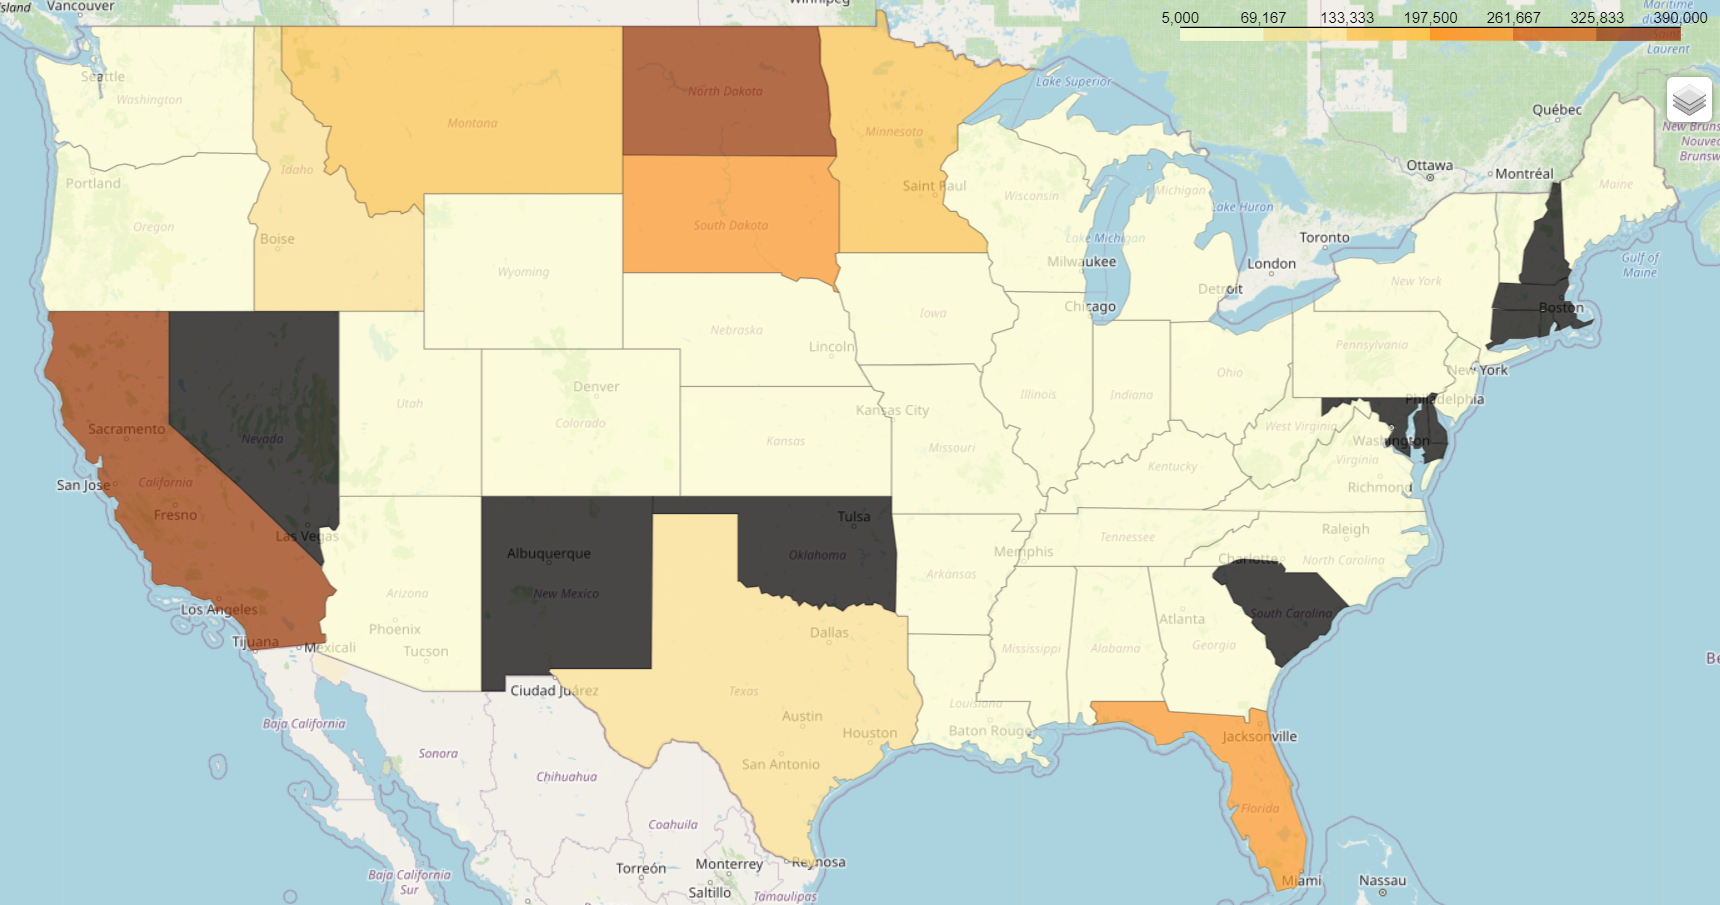 Vancouver
Winnipeg
5,000 69,167 133,333 197,500 261,667 325,833 390,000
Island
Maritime
Saint
Laurent
Seattle
Washington
Montana
North Dakota
Minnesota
Lake Superior
Québec
New Bruns
Nouvea
Brunsw
Ottawa
Montréal
Idaho
Portland
Saint Paul
Wisconsin
Michigan
Maine
Lake Huron
Oregon
Boise
South Dakota
Lake Michigan
Toronto
Gulf of
Maine
Wyoming
Milwaukee
London
Detroit
New York
Chicago
Boston
Iowa
Nebraska
Lincoln
Pennsylvania
New York
Ohio
Denver
Utah
Colorado
Illinois
Indiana
Philadelphia
Kansas City
Sacramento
Nevada
Kansas
Missouri
West Virginia
Washington
Virginia
Kentucky
San Jose
California
Richmond
Fresno
Tulsa
Raleigh
Las Vegas
Albuquerque
Oklahoma
Memphis
Tennessee
Charlotte
North Carolina
Arkansas
New Mexico
Arizona
Los Angeles
South Carolina
Atlanta
Phoenix
Dallas
Tijuana
Mexicali
Tucson
Mississippi
Alabama
Georgia
Ciudad Juárez
Texas
Louisiana
Baja California
Austin
Houston
Baton Rouge
Jacksonville
Sonora
San Antonio
Chihuahua
Florida
Coahuila
Torreón
Monterrey
Reynosa
Baja California
Sur
Saltillo
Tamaulipas
Miami
Nassau
Be